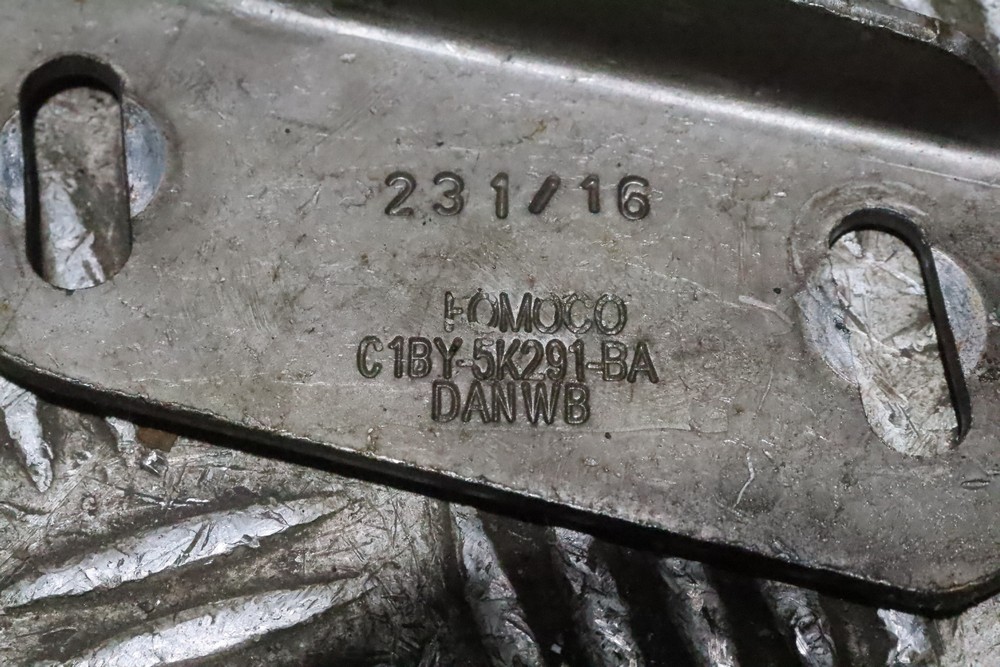 231/16
FOMOCO
C1BY-5K291-BA
DANWB